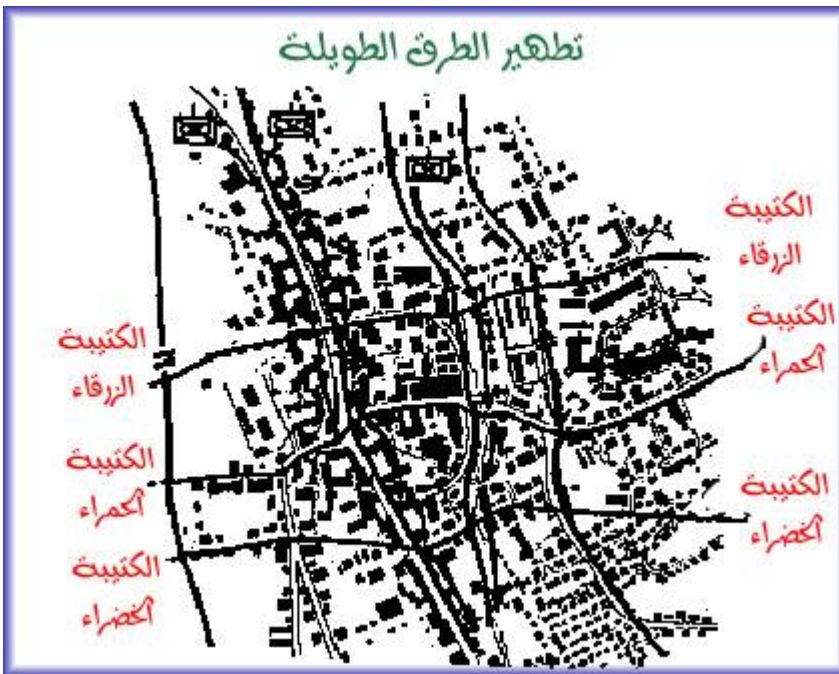 تطهير الطرق الطويلة
الكتيبة
الزرقاء
الكتيبة
الحمراء
الكتيبة
الخضراء
الكتيبة
الزرقاء
الكتيبة
الحمراء
الكتيبة
الخضراء